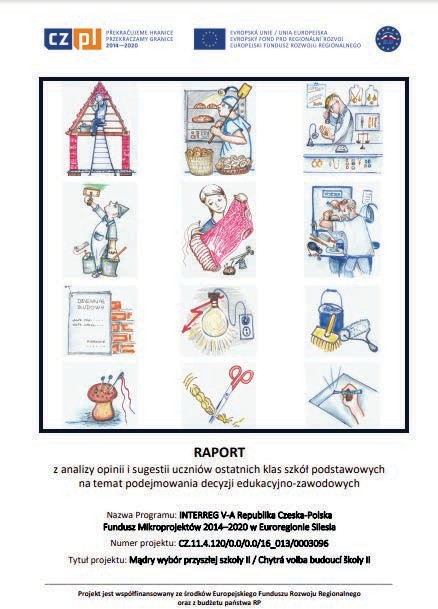 cz pl
PŘEKRAČUJEME HRANICE
PRZEKRACZAMY GRANICE
2014—2020
EVROPSKÁ UNIE / UNIA EUROPEJSKA
EVROPSKÝ FOND PRO REGIONÁLNÍ ROZVOJ
EUROPEJSKI FUNDUSZ ROZWOJU REGIONALNEGO
DZIENNIK
BUDOWY
RAPORT
z analizy opinii i sugestii uczniów ostatnich klas szkół podstawowych
na temat podejmowania decyzji edukacyjno-zawodowych
Nazwa Programu: INTERREG V-A Republika Czeska-Polska
Fundusz Mikroprojektów 2014–2020 w Euroregionie Silesia
Numer projektu: CZ.11.4.120/0.0/0.0/16_013/0003096
Tytuł projektu: Mądry wybór przyszłej szkoły II / Chytrá volba budoucí školy II
Projekt jest współfinansowany ze środków Europejskiego Funduszu Rozwoju Regionalnego
oraz z budżetu państwa RP